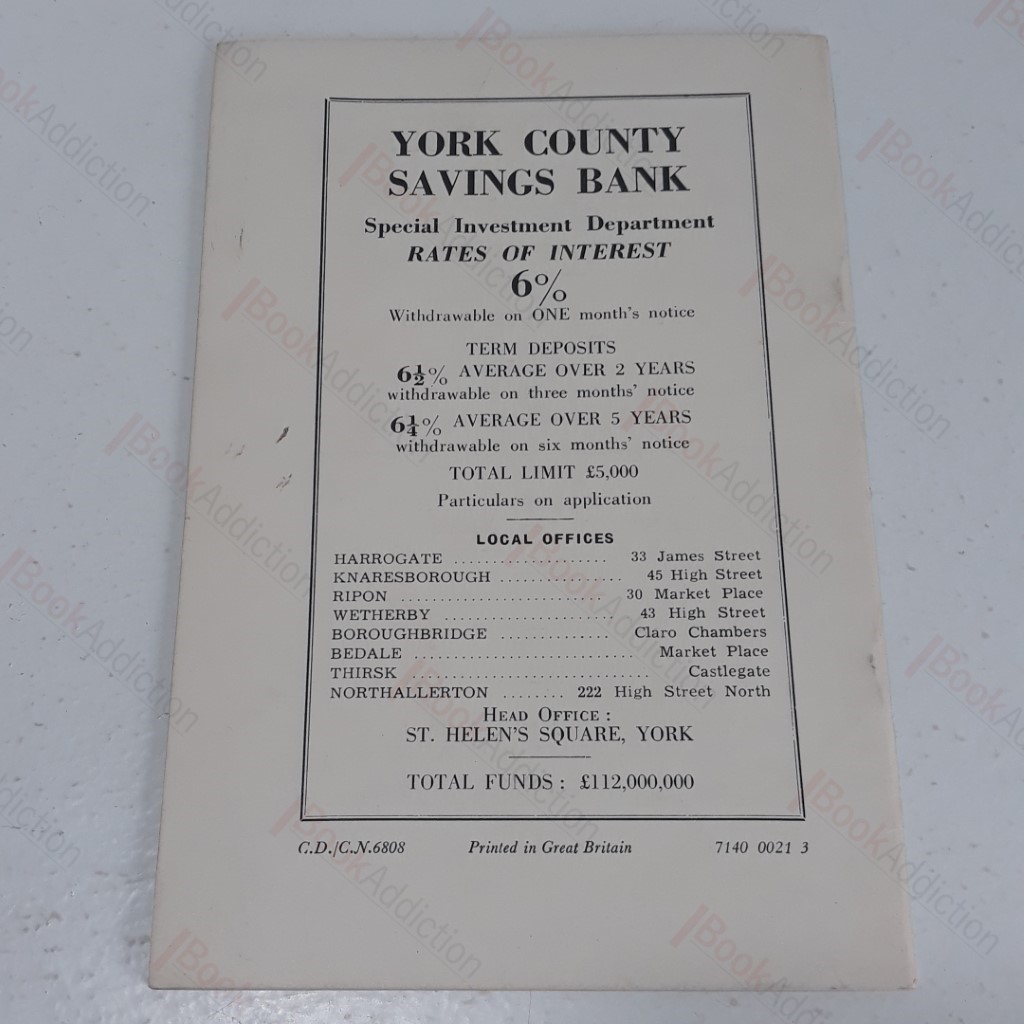 YORK COUNTY
SAVINGS BANK
Special Investment Department
RATES OF INTEREST
6%
Withdrawable on ONE month's notice
TERM DEPOSITS
6½% AVERAGE OVER 2 YEARS
withdrawable on three months' notice
6¼% AVERAGE OVER 5 YEARS
withdrawable on six months' notice
TOTAL LIMIT £5,000
Particulars on application
LOCAL OFFICES
HARROGATE .................... 33 James Street
KNARESBOROUGH ............... 45 High Street
RIPON .......................... 30 Market Place
WETHERBY ...................... 43 High Street
BOROUGHBRIDGE .............. Claro Chambers
BEDALE ............................ Market Place
THIRSK .............................. Castlegate
NORTHALLERTON ........ 222 High Street North
HEAD OFFICE :
ST. HELEN'S SQUARE, YORK
TOTAL FUNDS : £112,000,000
C.D./C.N.6808 Printed in Great Britain 7140 0021 3
BookAddiction